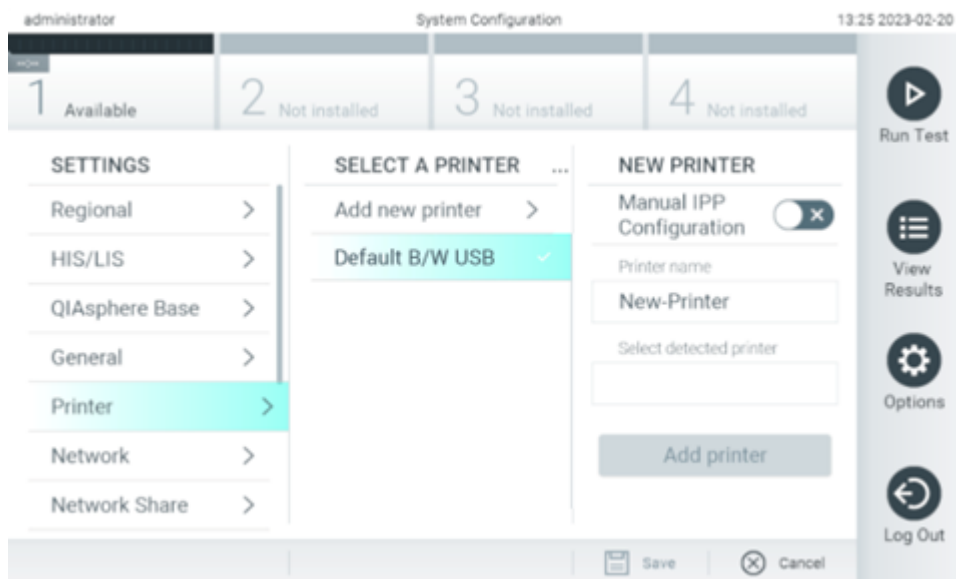 administrator System Configuration 13:25 2023-02-20
1 Available 2 Not installed 3 Not installed 4 Not installed
Run Test
SETTINGS SELECT A PRINTER ... NEW PRINTER
Regional Add new printer Manual IPP
Configuration
HIS/LIS Default B/W USB Printer name
View
Results
QIAsphere Base New-Printer
General Select detected printer
Printer Options
Network Add printer
Network Share
Log Out
Save Cancel